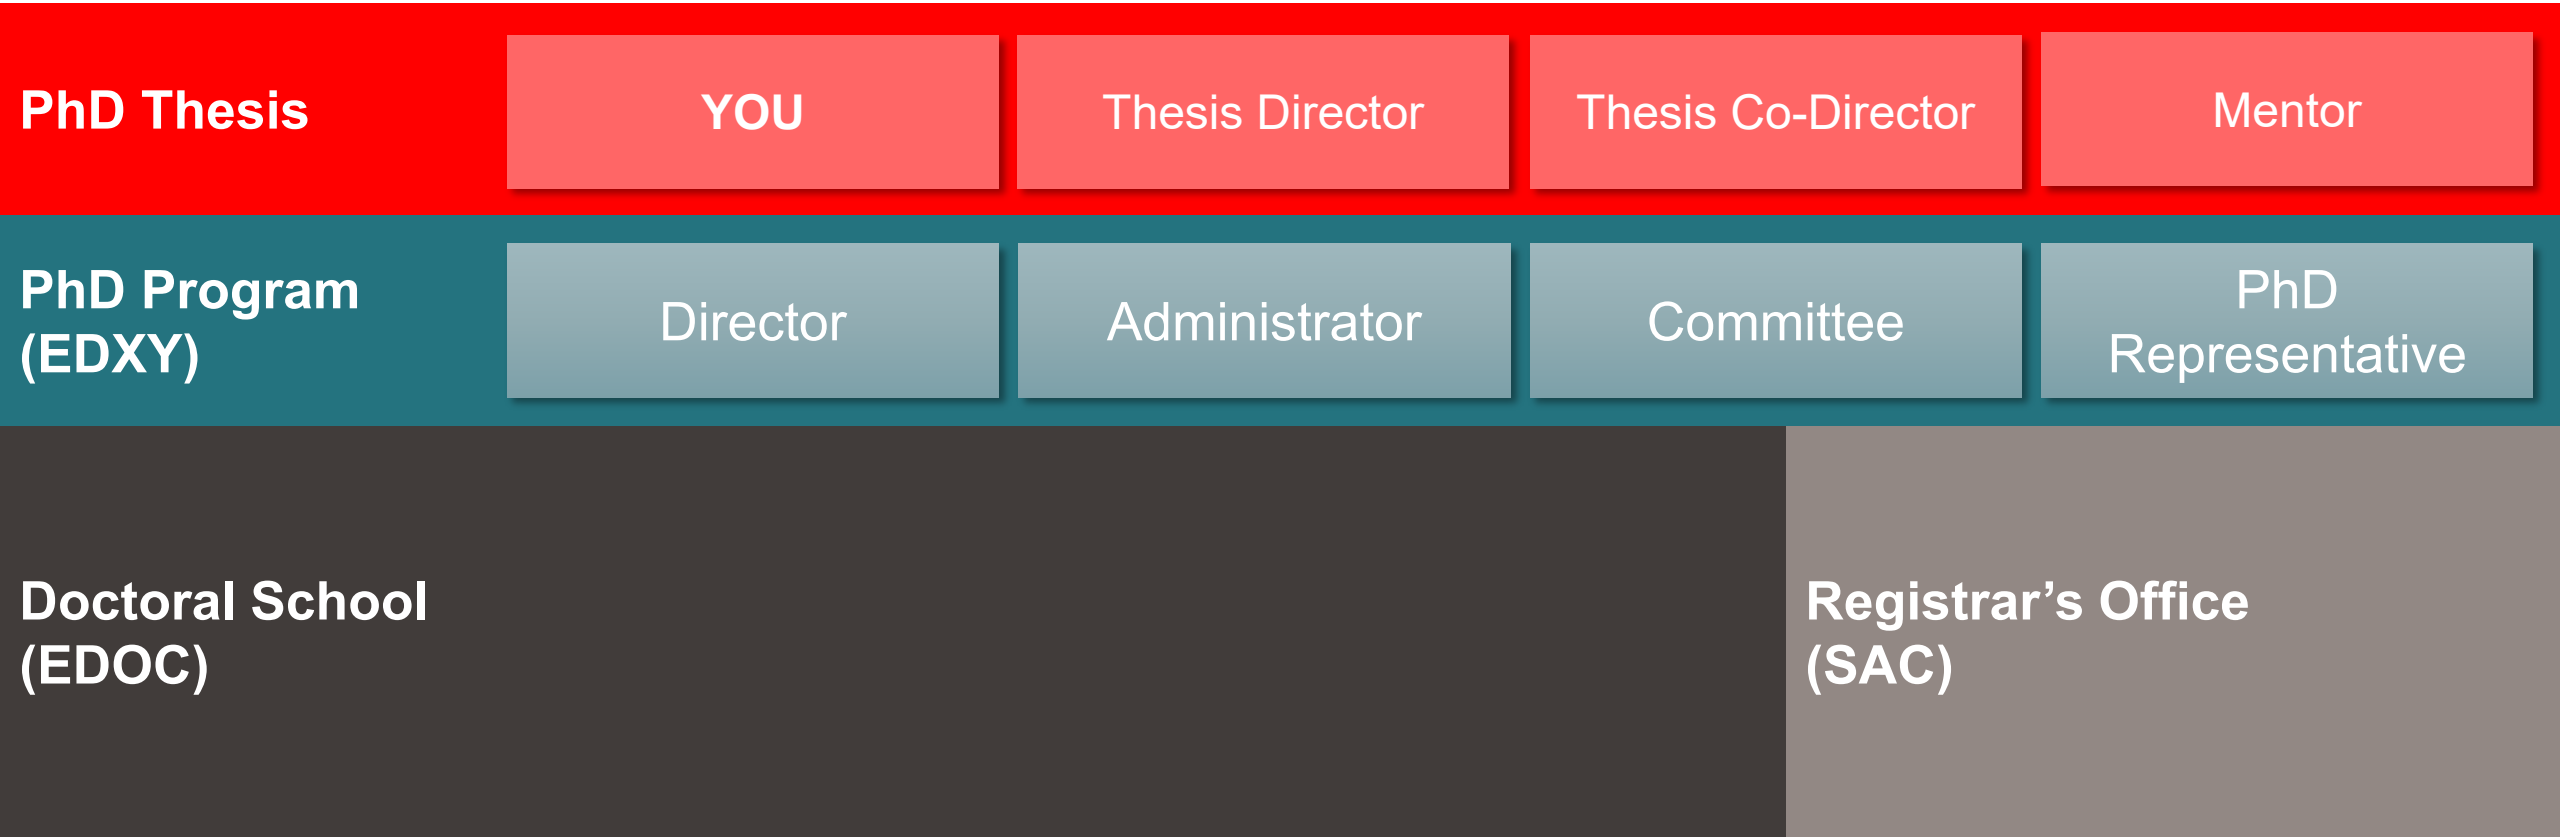 PhD Thesis
YOU
Thesis Director
Thesis Co-Director
Mentor
PhD Program
(EDXY)
Director
Administrator
Committee
PhD
Representative
Doctoral School
(EDOC)
Registrar’s Office
(SAC)